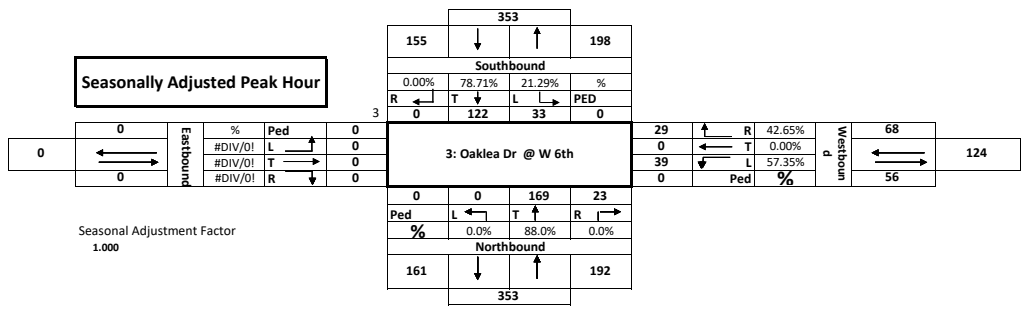 353
155 198
Southbound
Seasonally Adjusted Peak Hour
0.00% 78.71% 21.29% %
R T L PED
3 0 122 33 0
0 Eastbound % Ped 0 29 R 42.65% Westbound 68
0 #DIV/0! L 0 3: Oaklea Dr @ W 6th 0 T 0.00% 124
#DIV/0! T 0 39 L 57.35%
0 #DIV/0! R 0 0 Ped % 56
0 0 169 23
Ped L T R
Seasonal Adjustment Factor % 0.0% 88.0% 0.0%
1.000 Northbound
161 192
353